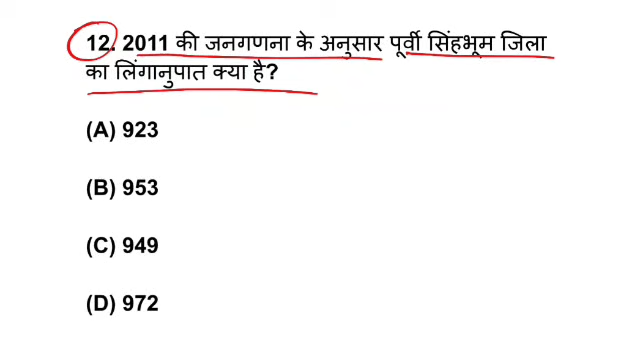 12. 2011 की जनगणना के अनुसार पूर्वी सिंहभूम जिला
का लिंगानुपात क्या है?
(A) 923
(B) 953
(C) 949
(D) 972